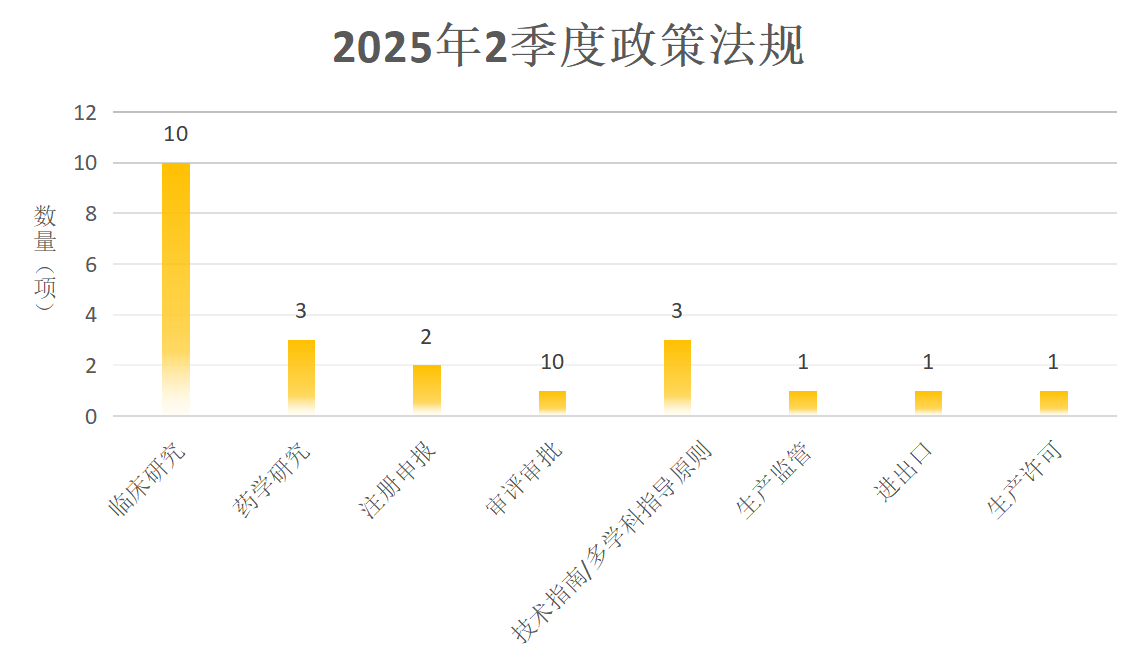 2025年2季度政策法规
数量（项）
12
10
8
6
4
2
0
10
3
2
10
3
1
1
1
临床研究
药学研究
注册申报
审评审批
技术指南/多学科指导原则
生产监管
进出口
生产许可